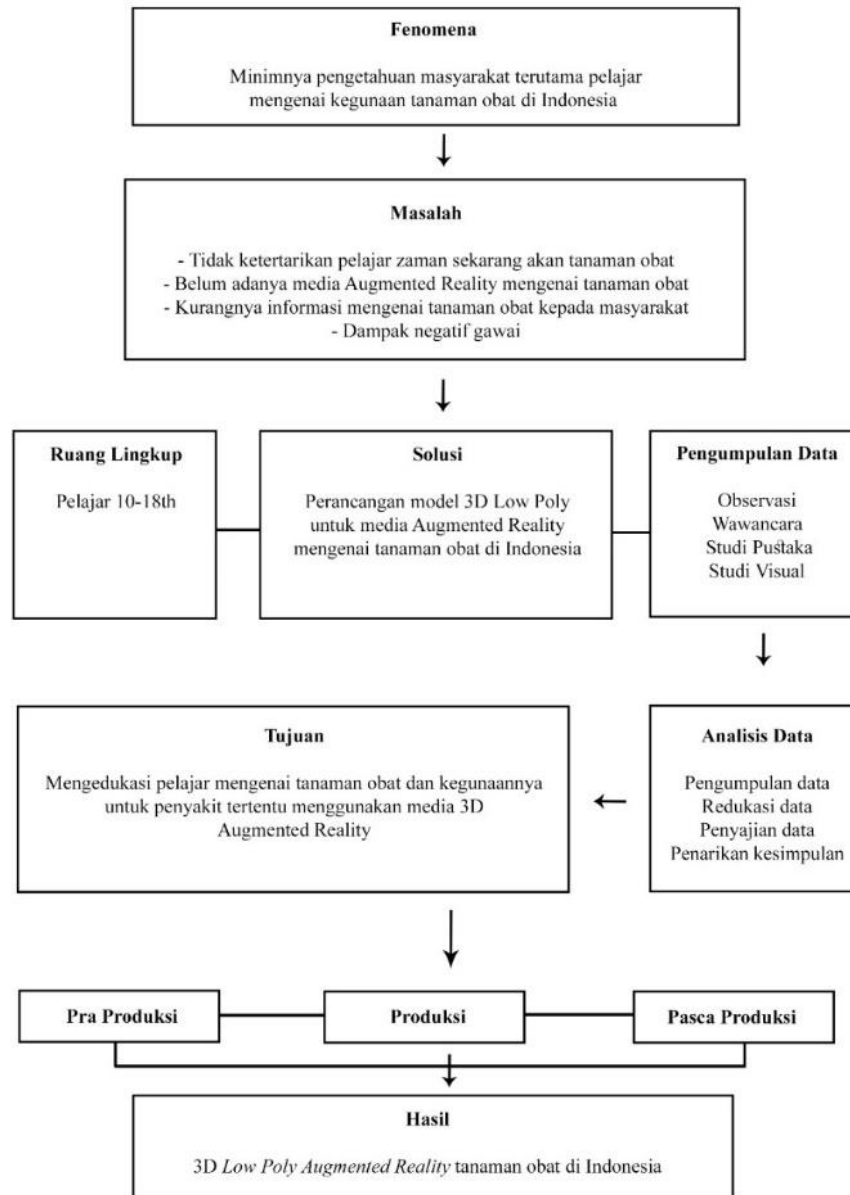 Fenomena
Minimnya pengetahuan masyarakat terutama pelajar
mengenai kegunaan tanaman obat di Indonesia
Masalah
- Tidak ketertarikan pelajar zaman sekarang akan tanaman obat
- Belum adanya media Augmented Reality mengenai tanaman obat
- Kurangnya informasi mengenai tanaman obat kepada masyarakat
- Dampak negatif gawai
Ruang Lingkup
Pelajar 10-18th
Solusi
Perancangan model 3D Low Poly
untuk media Augmented Reality
mengenai tanaman obat di Indonesia
Pengumpulan Data
Observasi
Wawancara
Studi Pustaka
Studi Visual
Tujuan
Mengedukasi pelajar mengenai tanaman obat dan kegunaannya
untuk penyakit tertentu menggunakan media 3D
Augmented Reality
Analisis Data
Pengumpulan data
Redukasi data
Penyajian data
Penarikan kesimpulan
Pra Produksi
Produksi
Pasca Produksi
Hasil
3D Low Poly Augmented Reality tanaman obat di Indonesia